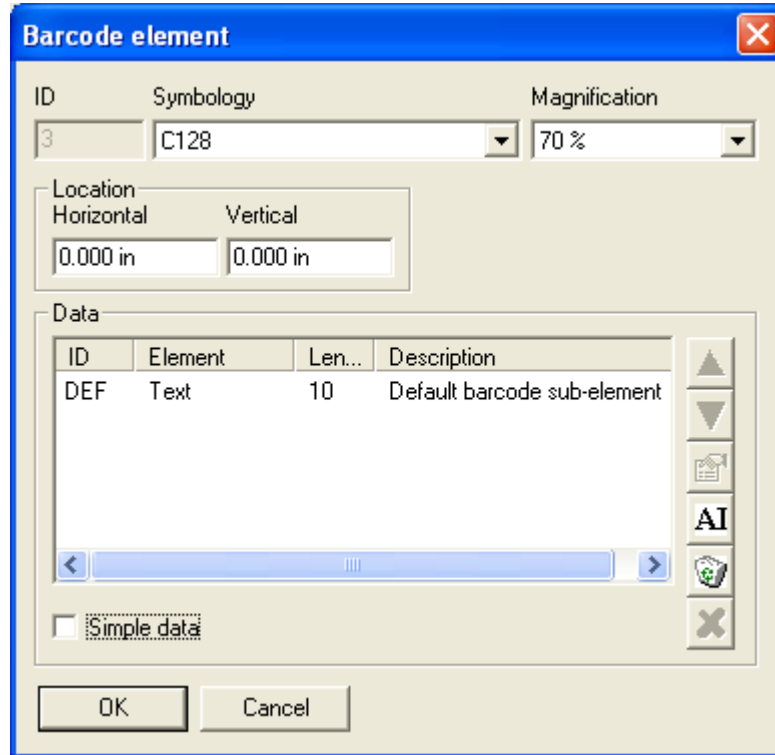 Barcode element
ID Symbology Magnification
3 C128 70 %
Location
Horizontal Vertical
0.000 in 0.000 in
Data
ID Element Len... Description
DEF Text 10 Default barcode sub-element
AI
Simple data
OK Cancel